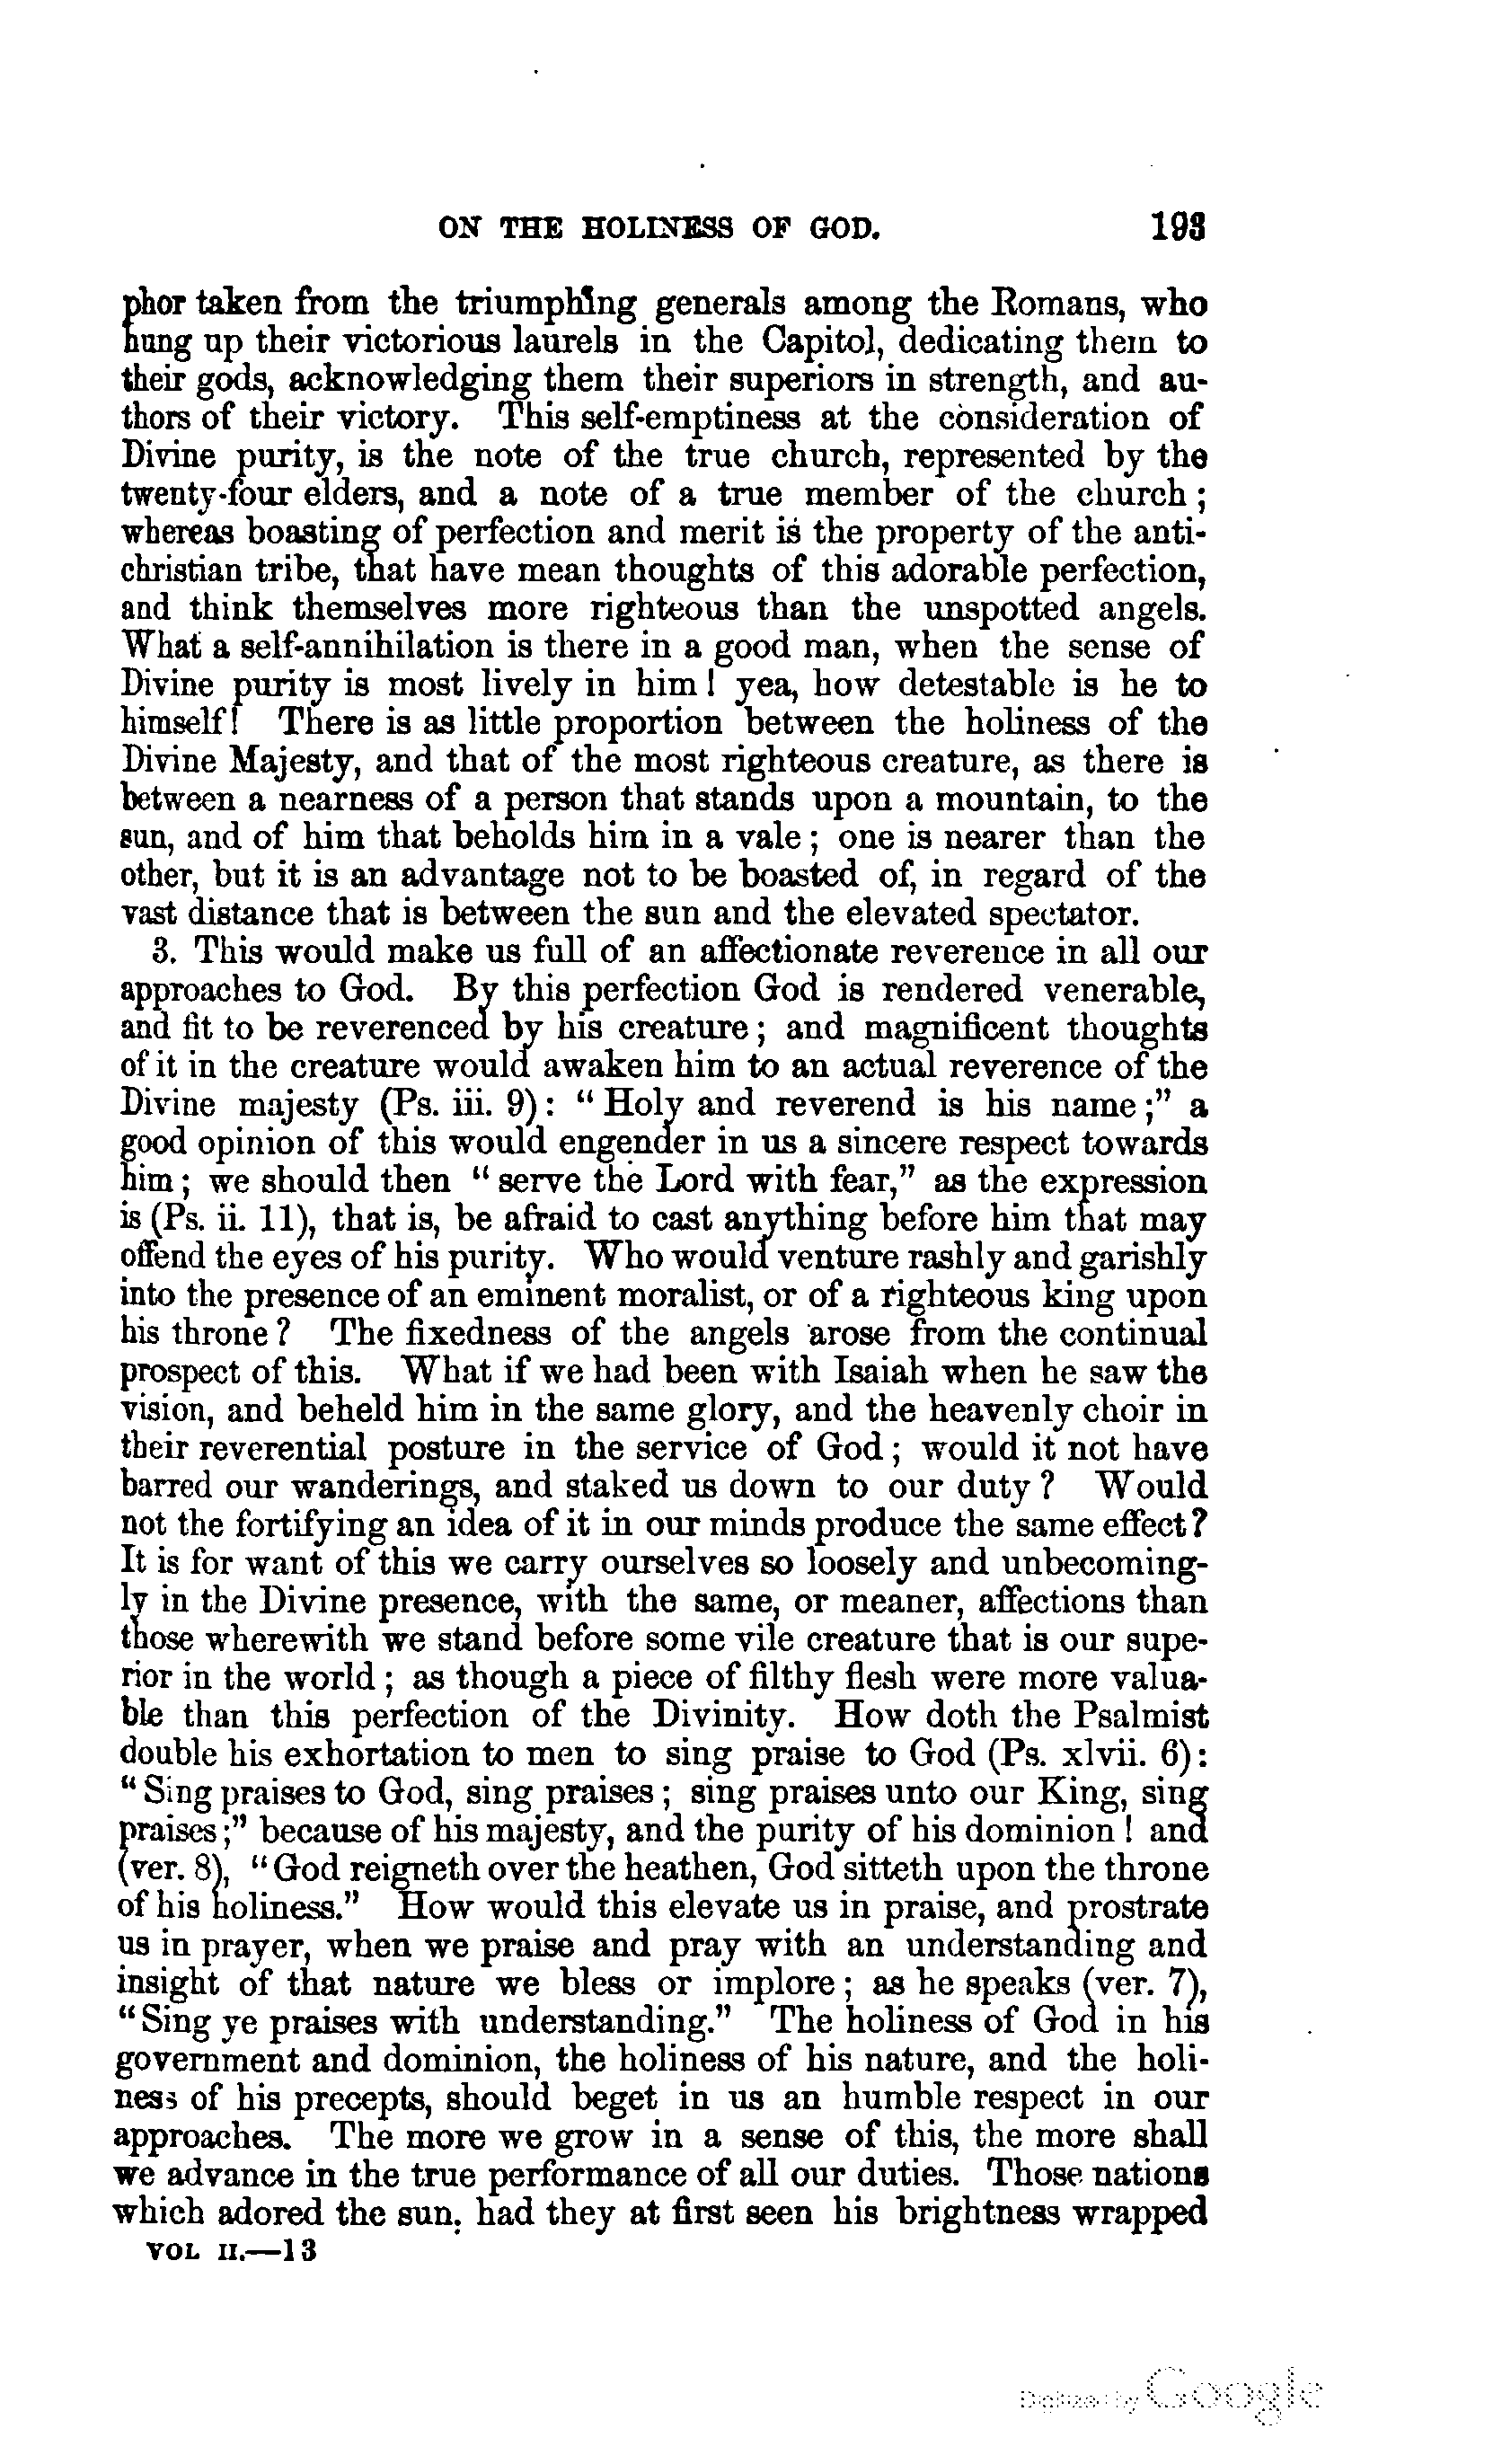 ON THE HOLINESS OF GOD. 193
phor taken from the triumphing generals among the Romans, who
hung up their victorious laurels in the Capitol, dedicating them to
their gods, acknowledging them their superiors in strength, and au-
thors of their victory. This self-emptiness at the consideration of
Divine purity, is the note of the true church, represented by the
twenty-four elders, and a note of a true member of the church;
whereas boasting of perfection and merit is the property of the anti-
christian tribe, that have mean thoughts of this adorable perfection,
and think themselves more righteous than the unspotted angels.
What a self-annihilation is there in a good man, when the sense of
Divine purity is most lively in him! yea, how detestable is he to
himself! There is as little proportion between the holiness of the
Divine Majesty, and that of the most righteous creature, as there is
between a nearness of a person that stands upon a mountain, to the
sun, and of him that beholds him in a vale; one is nearer than the
other, but it is an advantage not to be boasted of, in regard of the
vast distance that is between the sun and the elevated spectator.
3. This would make us full of an affectionate reverence in all our
approaches to God. By this perfection God is rendered venerable,
and fit to be reverenced by his creature; and magnificent thoughts
of it in the creature would awaken him to an actual reverence of the
Divine majesty (Ps. iii. 9): "Holy and reverend is his name;" a
good opinion of this would engender in us a sincere respect towards
him; we should then "serve the Lord with fear," as the expression
is (Ps. ii. 11), that is, be afraid to cast anything before him that may
offend the eyes of his purity. Who would venture rashly and garishly
into the presence of an eminent moralist, or of a righteous king upon
his throne? The fixedness of the angels arose from the continual
prospect of this. What if we had been with Isaiah when he saw the
vision, and beheld him in the same glory, and the heavenly choir in
their reverential posture in the service of God; would it not have
barred our wanderings, and staked us down to our duty? Would
not the fortifying an idea of it in our minds produce the same effect?
It is for want of this we carry ourselves so loosely and unbecoming-
ly in the Divine presence, with the same, or meaner, affections than
those wherewith we stand before some vile creature that is our supe-
rior in the world; as though a piece of filthy flesh were more valua-
ble than this perfection of the Divinity. How doth the Psalmist
double his exhortation to men to sing praise to God (Ps. xlvii. 6):
"Sing praises to God, sing praises; sing praises unto our King, sing
praises;" because of his majesty, and the purity of his dominion! and
(ver. 8), "God reigneth over the heathen, God sitteth upon the throne
of his holiness." How would this elevate us in praise, and prostrate
us in prayer, when we praise and pray with an understanding and
insight of that nature we bless or implore; as he speaks (ver. 7),
"Sing ye praises with understanding." The holiness of God in his
government and dominion, the holiness of his nature, and the holi-
ness of his precepts, should beget in us an humble respect in our
approaches. The more we grow in a sense of this, the more shall
we advance in the true performance of all our duties. Those nations
which adored the sun, had they at first seen his brightness wrapped
VOL II.—13
Digitized by Google